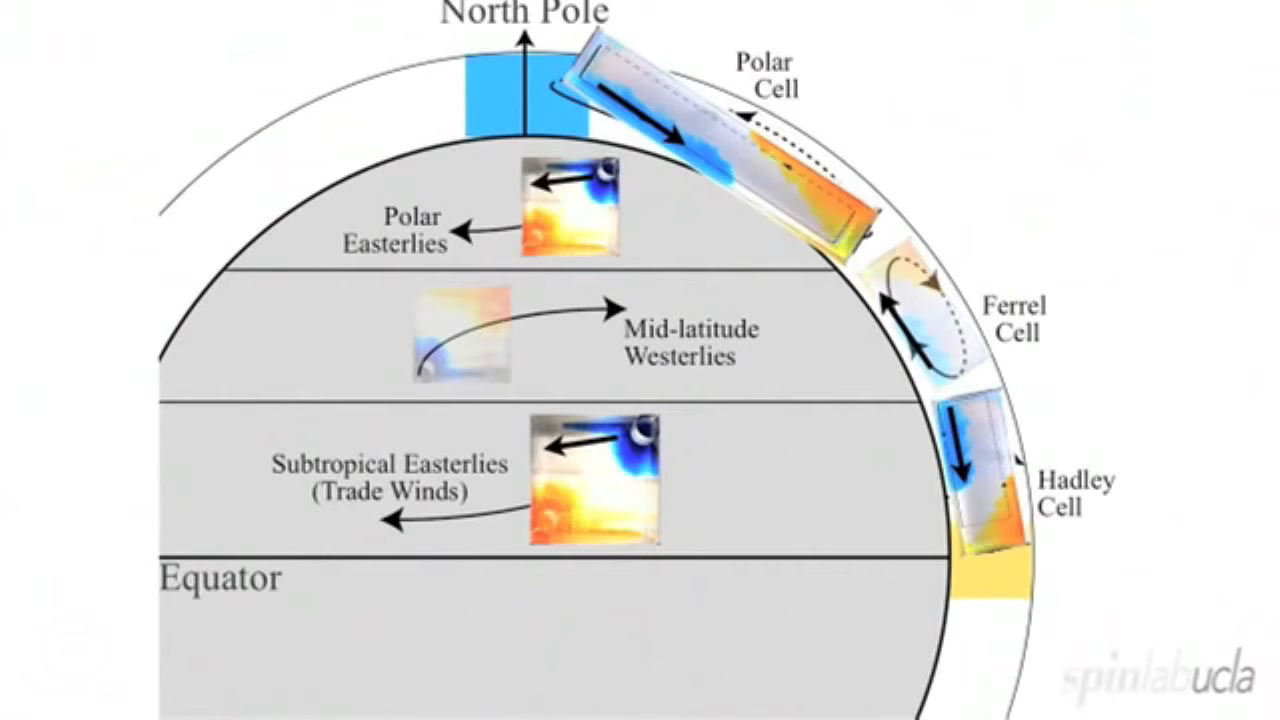 North Pole
Polar
Cell
Polar
Easterlies
Ferrel
Cell
Mid-latitude
Westerlies
Subtropical Easterlies
(Trade Winds)
Hadley
Cell
Equator
spinlabucla